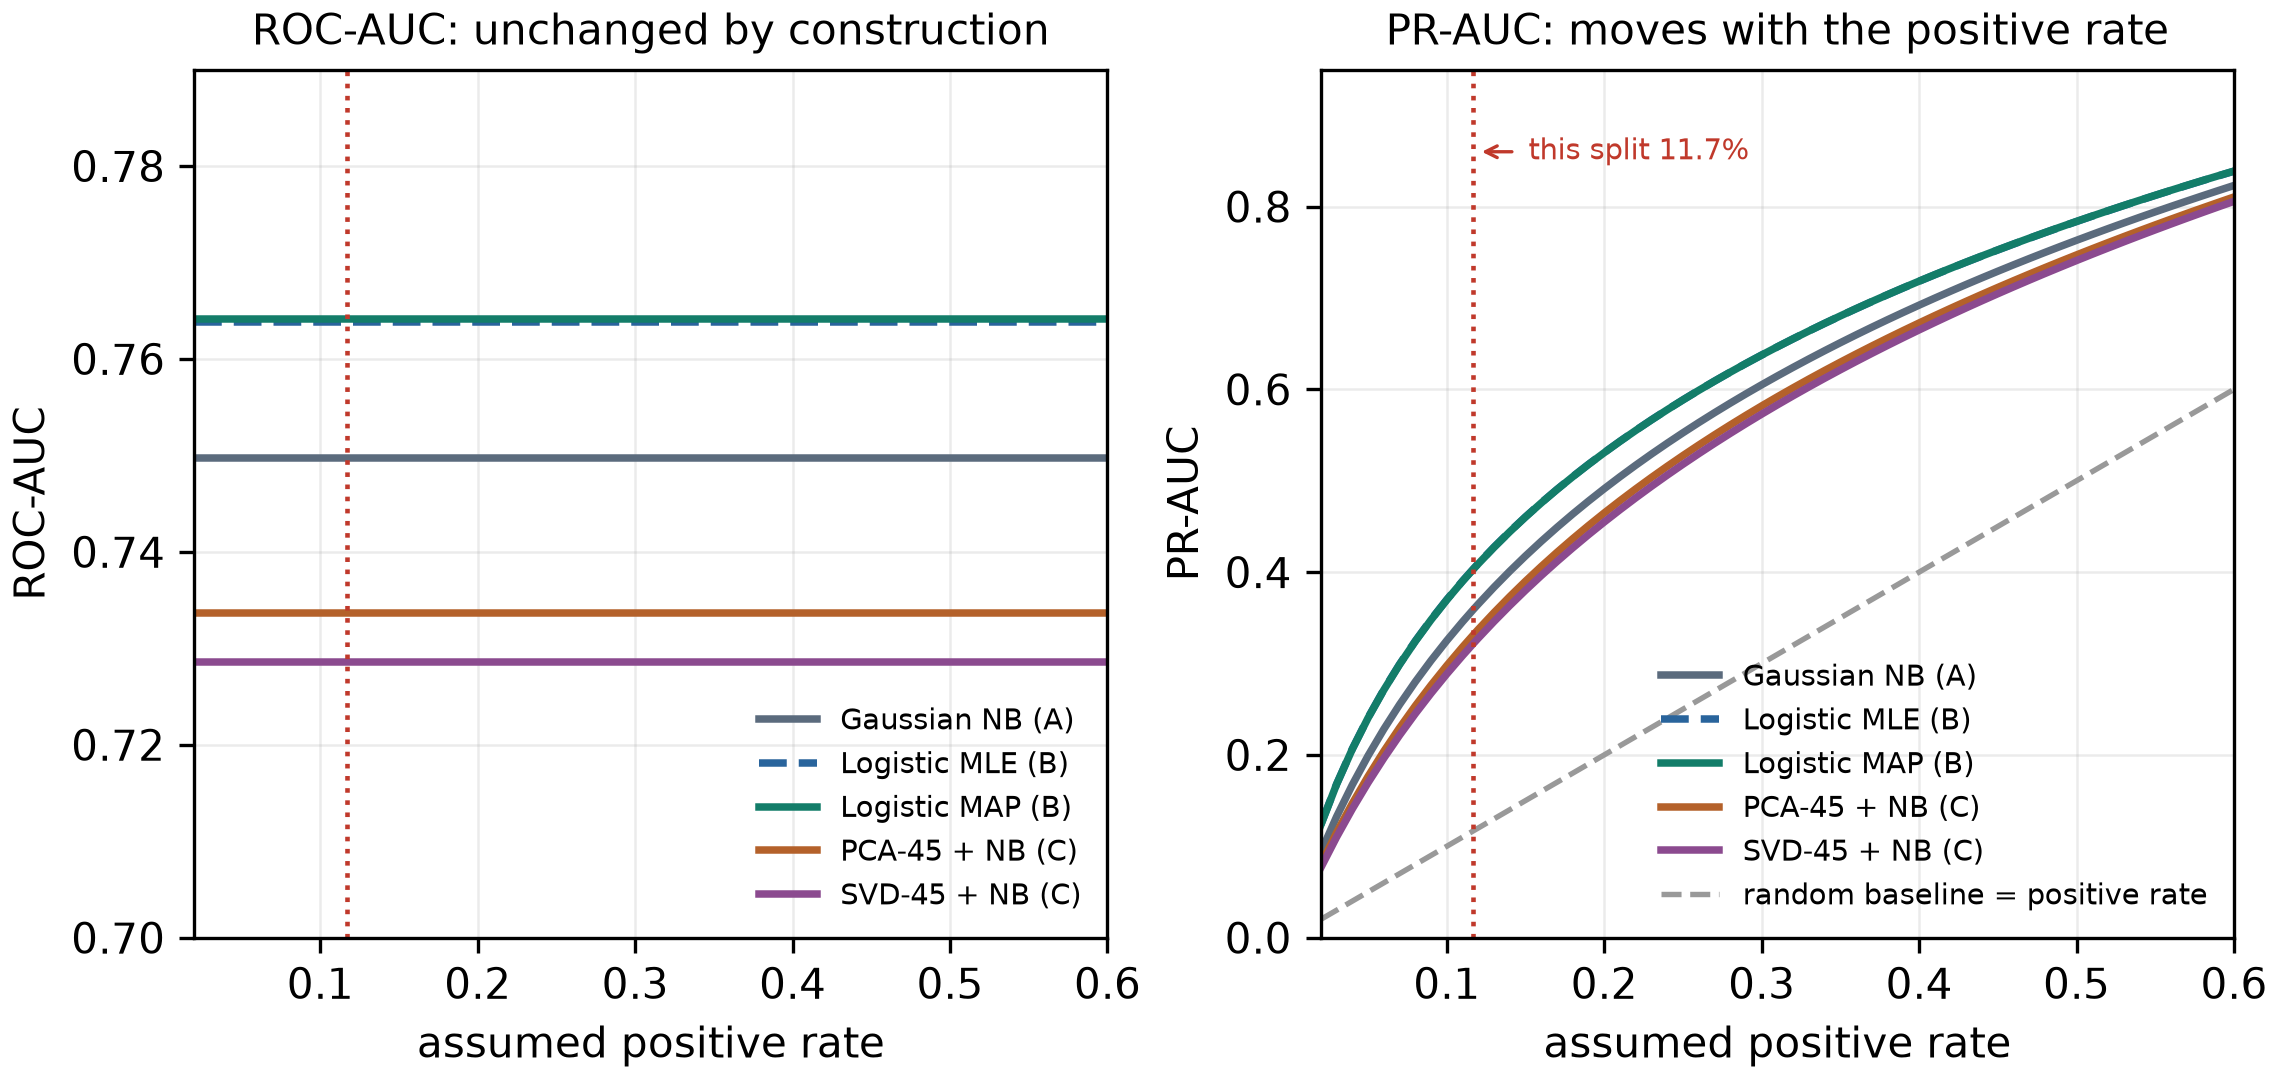 ROC-AUC: unchanged by construction
ROC-AUC
0.78
0.76
0.74
0.72
0.70
Gaussian NB (A)
Logistic MLE (B)
Logistic MAP (B)
PCA-45 + NB (C)
SVD-45 + NB (C)
0.1 0.2 0.3 0.4 0.5 0.6
assumed positive rate
PR-AUC: moves with the positive rate
PR-AUC
this split 11.7%
0.8
0.6
0.4
0.2
0.0
Gaussian NB (A)
Logistic MLE (B)
Logistic MAP (B)
PCA-45 + NB (C)
SVD-45 + NB (C)
random baseline = positive rate
0.1 0.2 0.3 0.4 0.5 0.6
assumed positive rate